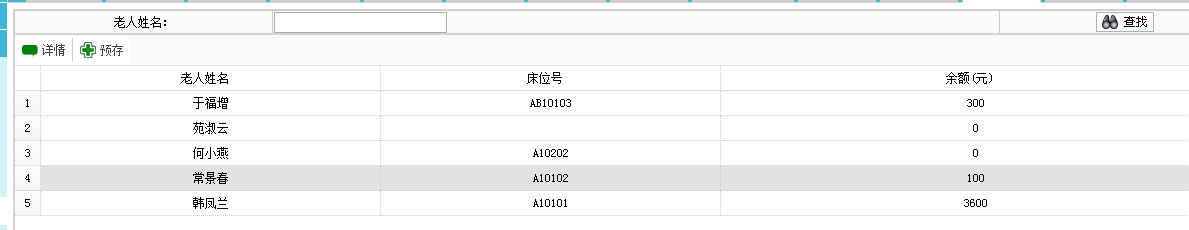 老人姓名: 查找
详情 预存
老人姓名 床位号 余额(元)
1 于福增 AB10103 300
2 苑淑云 0
3 何小燕 A10202 0
4 常景春 A10102 100
5 韩凤兰 A10101 3600